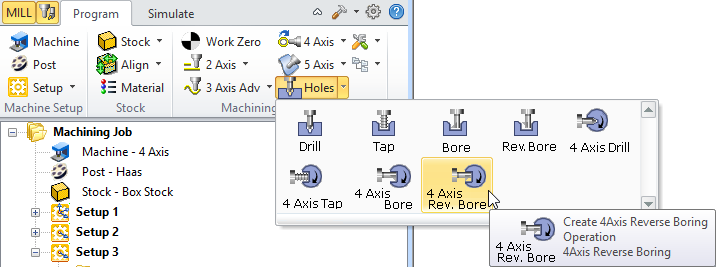 MILL Program Simulate
Machine Stock Work Zero 4 Axis
Post Align 2 Axis 5 Axis
Setup Material 3 Axis Adv Holes
Machine Setup Stock Machining
Drill Tap Bore Rev. Bore 4 Axis Drill
4 Axis Tap 4 Axis Bore 4 Axis Rev. Bore
Machining Job
Machine - 4 Axis
Post - Haas
Stock - Box Stock
Setup 1
Setup 2
Setup 3
4 Axis
Rev. Bore
Create 4Axis Reverse Boring
Operation
4Axis Reverse Boring